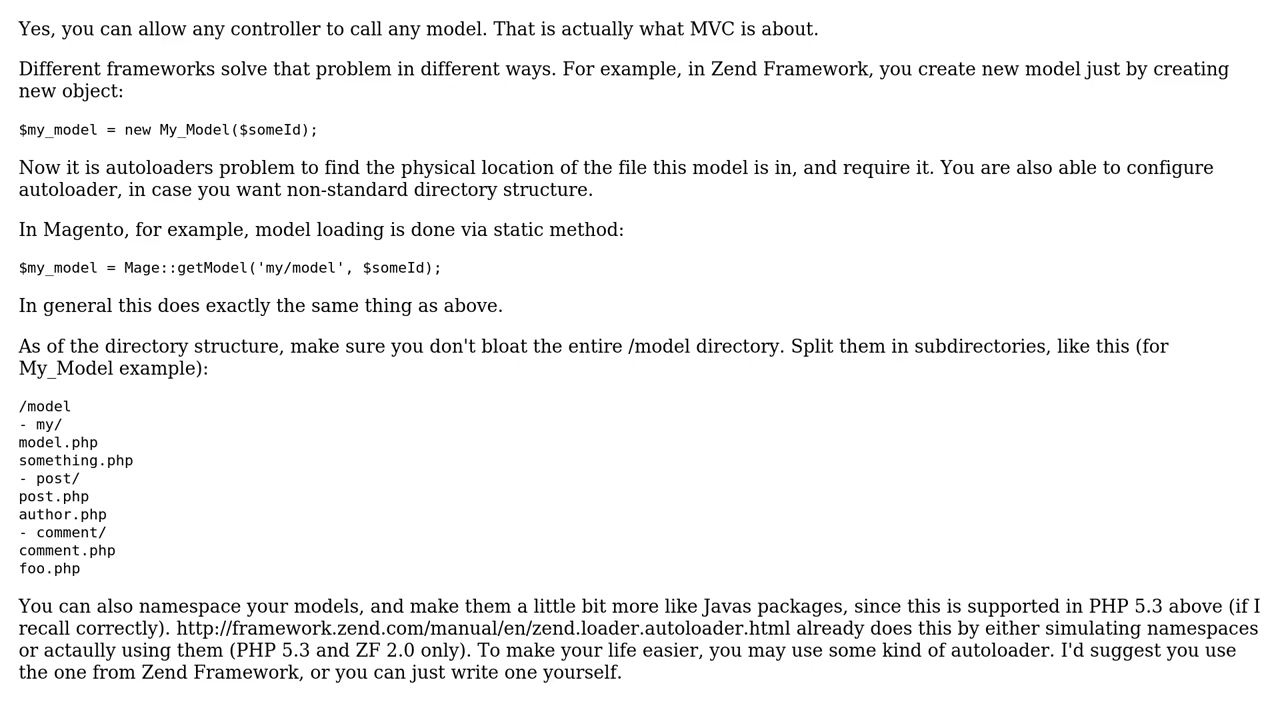 Yes, you can allow any controller to call any model. That is actually what MVC is about.
Different frameworks solve that problem in different ways. For example, in Zend Framework, you create new model just by creating
new object:
$my_model = new My_Model($someId);
Now it is autoloaders problem to find the physical location of the file this model is in, and require it. You are also able to configure
autoloader, in case you want non-standard directory structure.
In Magento, for example, model loading is done via static method:
$my_model = Mage::getModel('my/model', $someId);
In general this does exactly the same thing as above.
As of the directory structure, make sure you don't bloat the entire /model directory. Split them in subdirectories, like this (for
My_Model example):
/model
- my/
model.php
something.php
- post/
post.php
author.php
- comment/
comment.php
foo.php
You can also namespace your models, and make them a little bit more like Javas packages, since this is supported in PHP 5.3 above (if I
recall correctly). http://framework.zend.com/manual/en/zend.loader.autoloader.html already does this by either simulating namespaces
or actaully using them (PHP 5.3 and ZF 2.0 only). To make your life easier, you may use some kind of autoloader. I'd suggest you use
the one from Zend Framework, or you can just write one yourself.